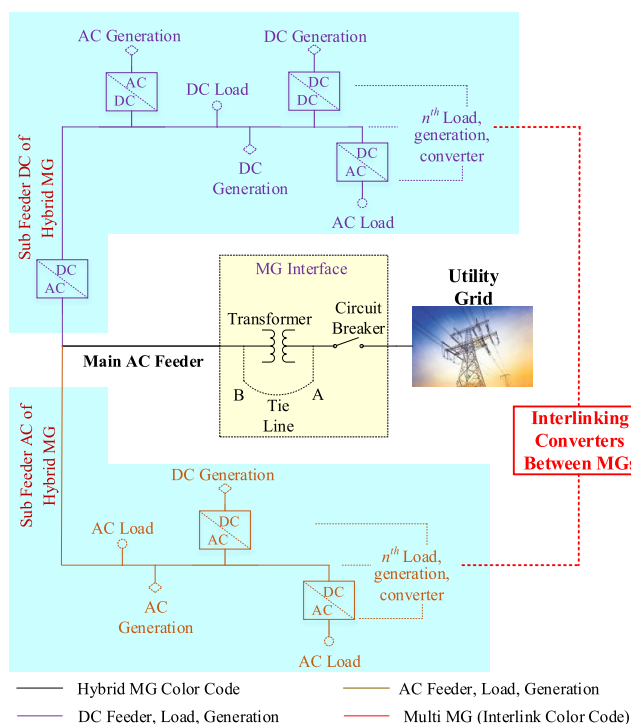 AC Generation
DC Generation
AC
DC
DC Load
DC
DC
nth Load,
generation,
converter
DC
Generation
DC
AC
AC Load
Sub Feeder DC of
Hybrid MG
DC
AC
MG Interface
Utility
Grid
Transformer
Circuit
Breaker
Main AC Feeder
B
A
Tie
Line
Interlinking
Converters
Between MGs
Sub Feeder AC of
Hybrid MG
DC Generation
AC Load
DC
AC
nth Load,
generation,
converter
AC
Generation
DC
AC
AC Load
Hybrid MG Color Code
AC Feeder, Load, Generation
DC Feeder, Load, Generation
Multi MG (Interlink Color Code)